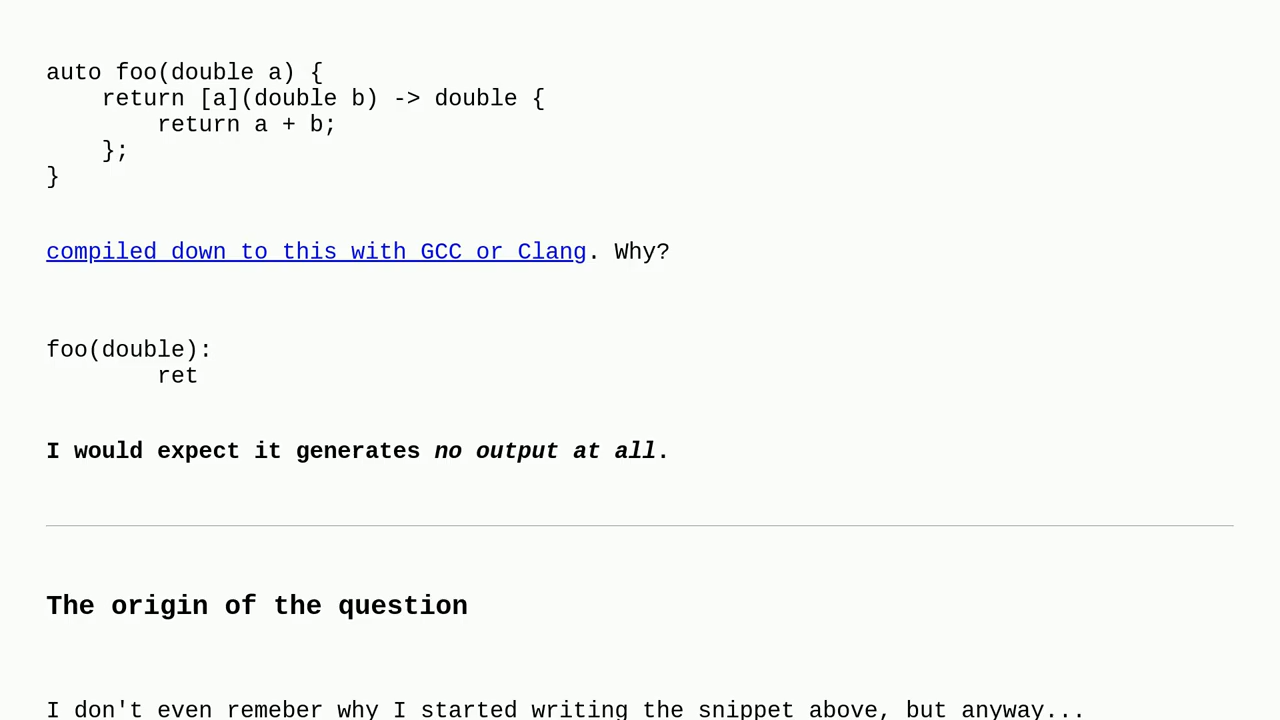 auto foo(double a) {
    return [a](double b) -> double {
        return a + b;
    };
}
compiled down to this with GCC or Clang. Why?
foo(double):
        ret
I would expect it generates no output at all.
The origin of the question
I don't even remeber why I started writing the snippet above, but anyway...